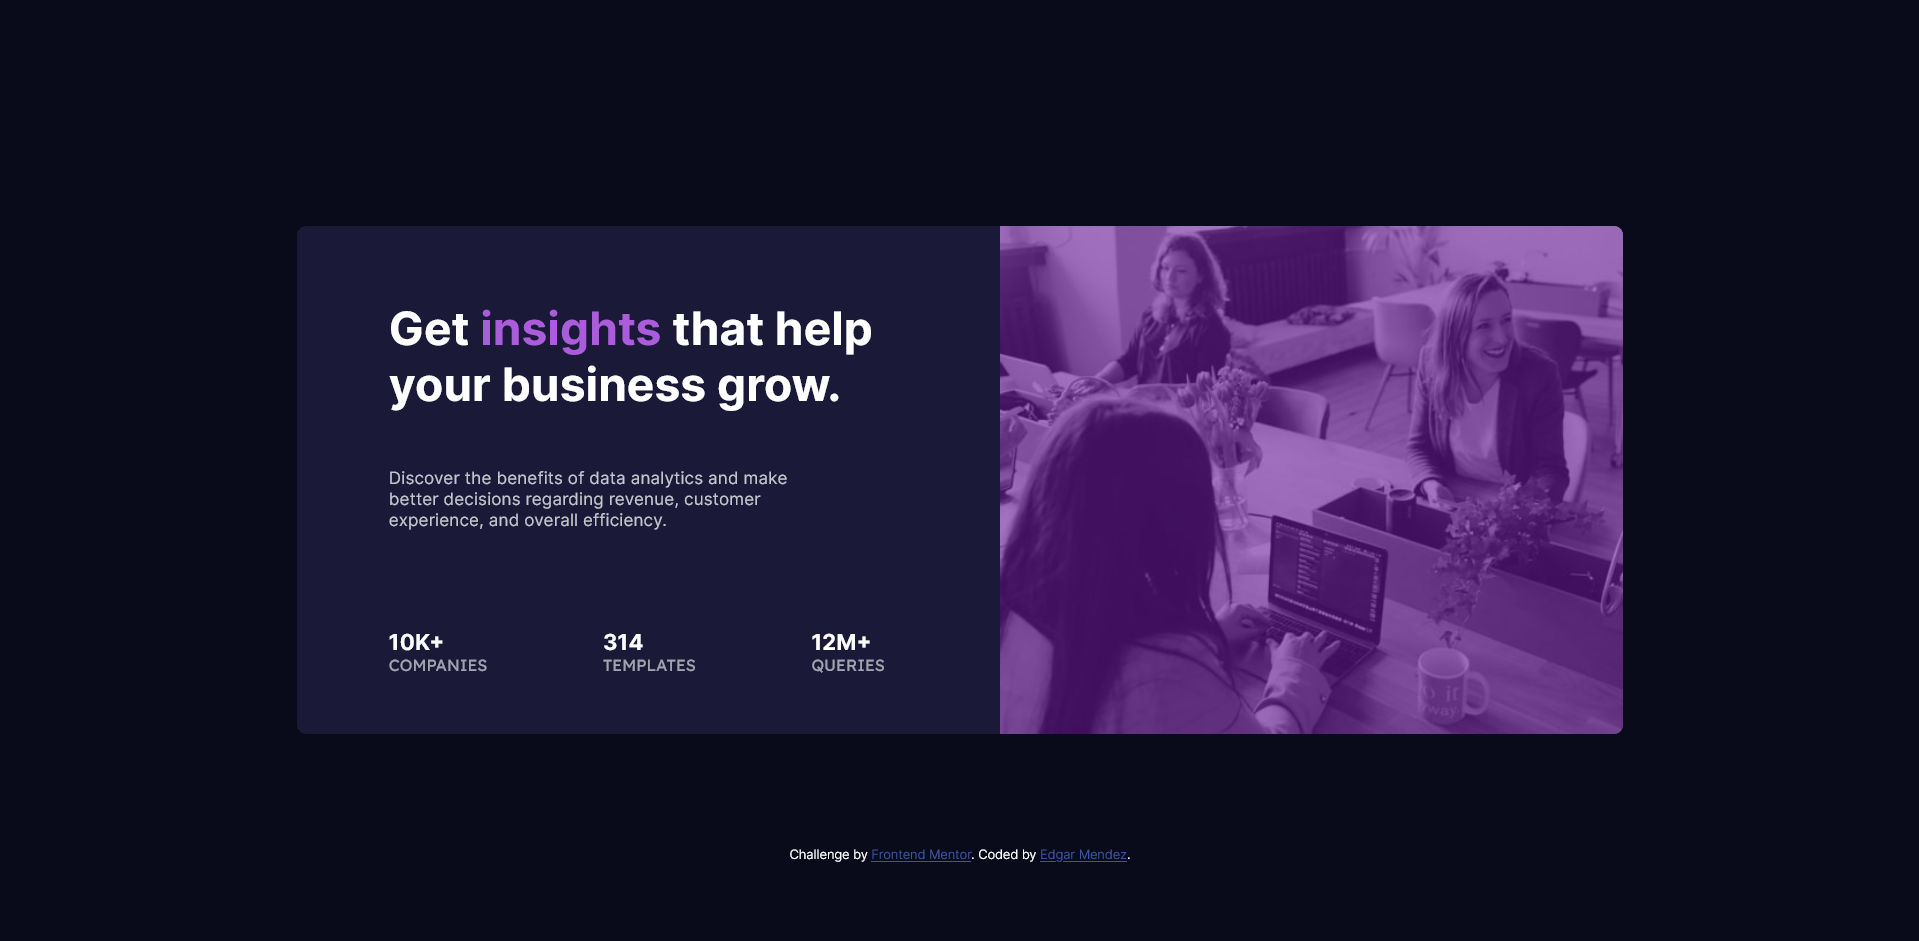 Get insights that help
your business grow.
Discover the benefits of data analytics and make
better decisions regarding revenue, customer
experience, and overall efficiency.
10K+
COMPANIES
314
TEMPLATES
12M+
QUERIES
Challenge by Frontend Mentor. Coded by Edgar Mendez.